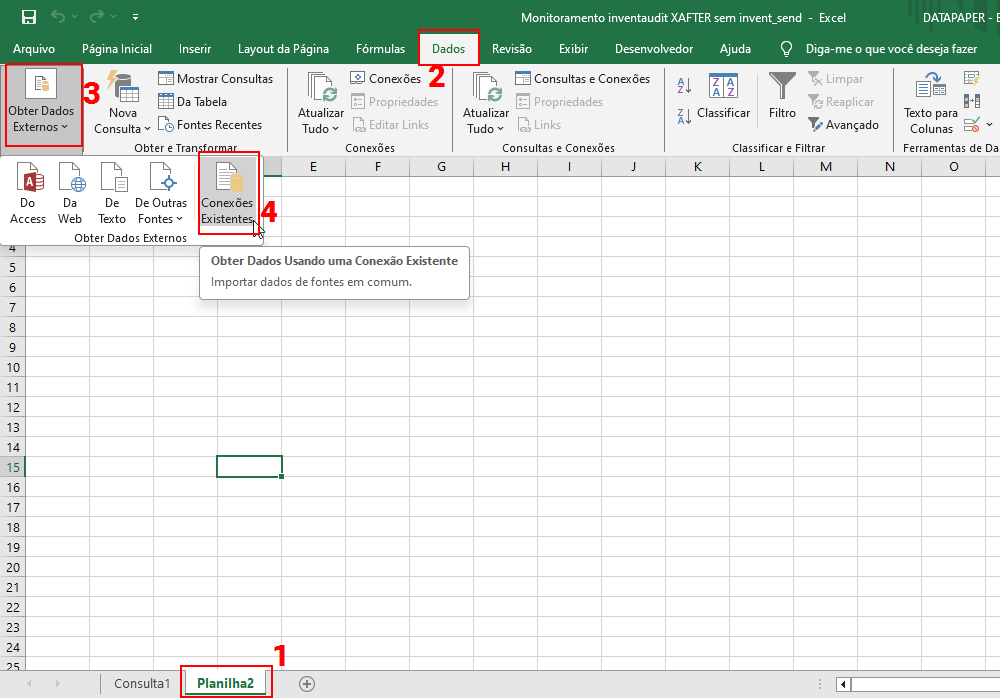 Monitoramento inventaudit XAFTER sem invent_send - Excel
DATAPAPER - E
Arquivo Página Inicial Inserir Layout da Página Fórmulas Dados Revisão Exibir Desenvolvedor Ajuda Diga-me o que você deseja fazer
2
3
Obter Dados
Externos
Nova
Consulta
Mostrar Consultas
Da Tabela
Fontes Recentes
Obter e Transformar
Atualizar
Tudo
Conexões
Propriedades
Editar Links
Conexões
Atualizar
Tudo
Consultas e Conexões
Propriedades
Links
Consultas e Conexões
Classificar
Filtro
Limpar
Reaplicar
Avançado
Classificar e Filtrar
Texto para
Colunas
Ferramentas de Da
Do
Access
Da
Web
De
Texto
De Outras
Fontes
Conexões
Existentes
4
Obter Dados Externos
Obter Dados Usando uma Conexão Existente
Importar dados de fontes em comum.
E F G H I J K L M N O
4
5
6
7
8
9
10
11
12
13
14
15
16
17
18
19
20
21
22
23
24
25
1
Consulta1 Planilha2